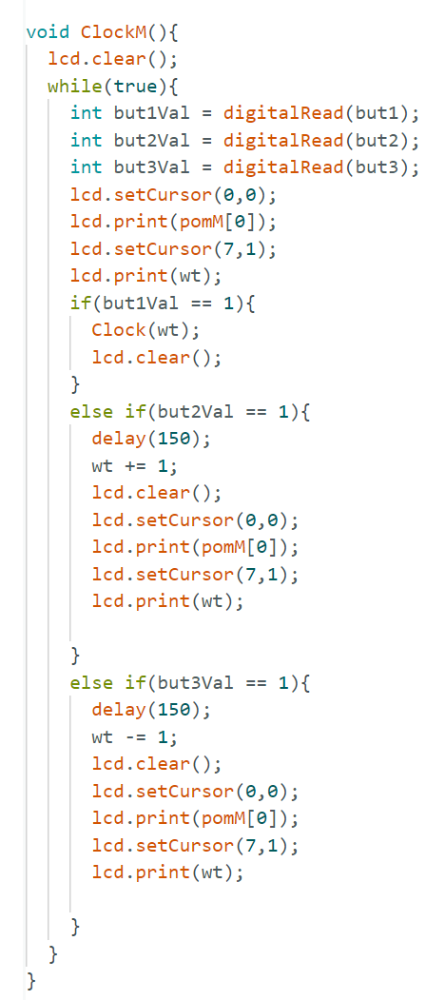 void ClockM(){
  lcd.clear();
  while(true){
    int but1Val = digitalRead(but1);
    int but2Val = digitalRead(but2);
    int but3Val = digitalRead(but3);
    lcd.setCursor(0,0);
    lcd.print(pomM[0]);
    lcd.setCursor(7,1);
    lcd.print(wt);
    if(but1Val == 1){
      Clock(wt);
      lcd.clear();
    }
    else if(but2Val == 1){
      delay(150);
      wt += 1;
      lcd.clear();
      lcd.setCursor(0,0);
      lcd.print(pomM[0]);
      lcd.setCursor(7,1);
      lcd.print(wt);

    }
    else if(but3Val == 1){
      delay(150);
      wt -= 1;
      lcd.clear();
      lcd.setCursor(0,0);
      lcd.print(pomM[0]);
      lcd.setCursor(7,1);
      lcd.print(wt);

    }
  }
}